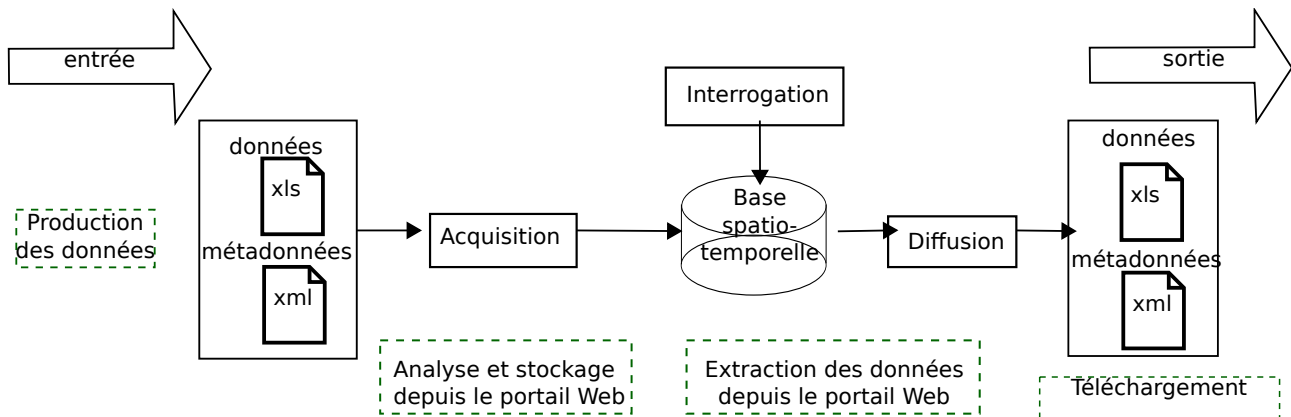 entrée
sortie
Interrogation
données
xls
métadonnées
xml
Production
des données
Acquisition
Base
spatio-
temporelle
Diffusion
données
xls
métadonnées
xml
Analyse et stockage
depuis le portail Web
Extraction des données
depuis le portail Web
Téléchargement